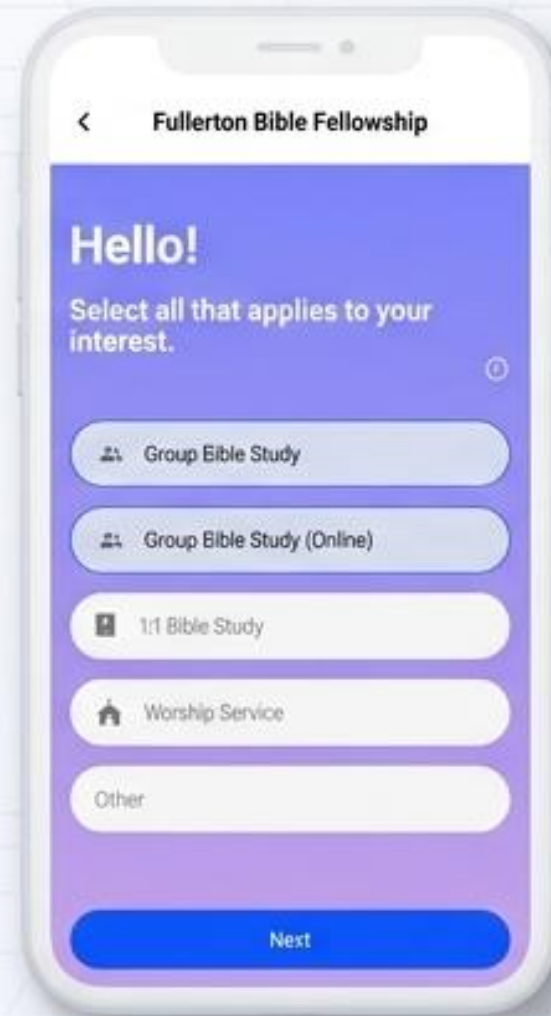 Fullerton Bible Fellowship
Hello!
Select all that applies to your
interest.
Group Bible Study
Group Bible Study (Online)
1:1 Bible Study
Worship Service
Other
Next